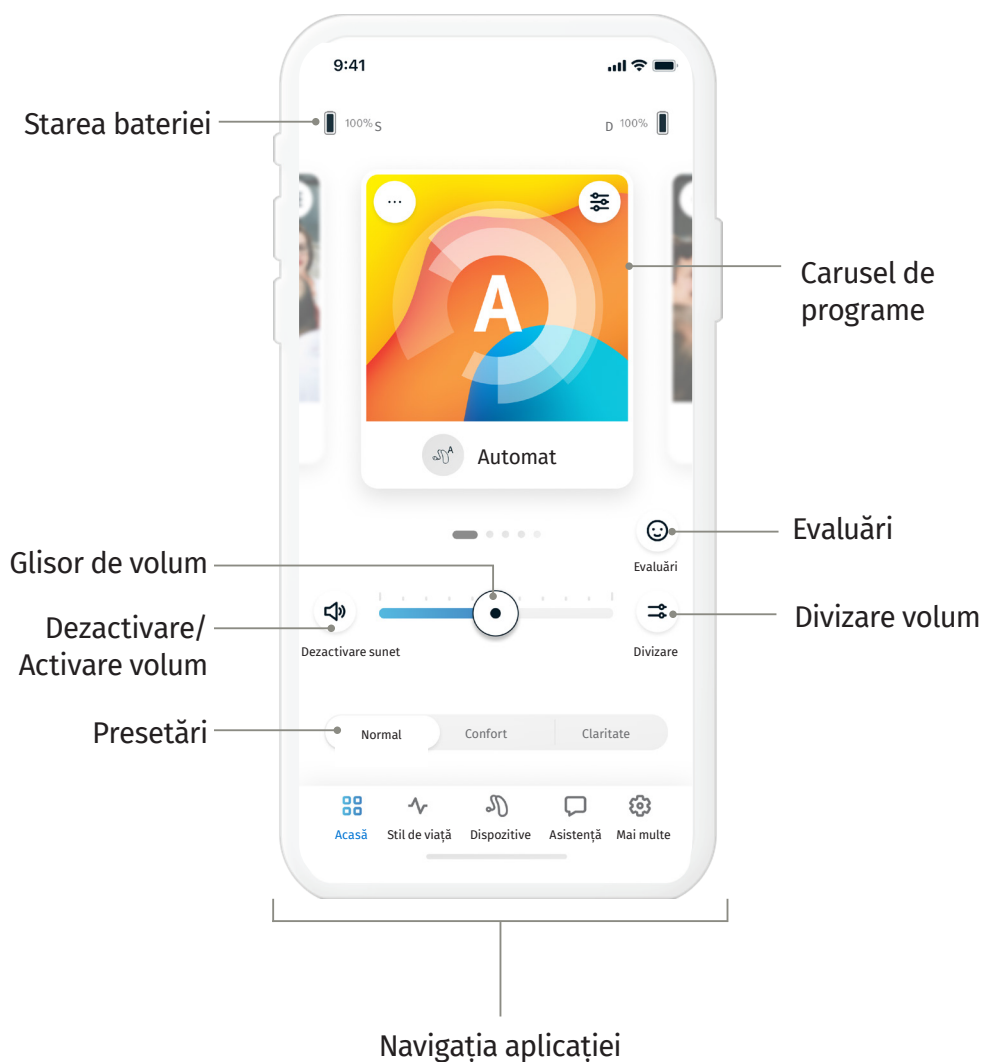 9:41
Starea bateriei
100% S
D 100%
...
A
Carusel de
programe
A
Automat
Evaluări
Evaluări
Glisor de volum
Dezactivare/
Activare volum
Divizare volum
Dezactivare sunet
Divizare
Presetări
Normal
Confort
Claritate
Acasă
Stil de viață
Dispozitive
Asistență
Mai multe
Navigația aplicației